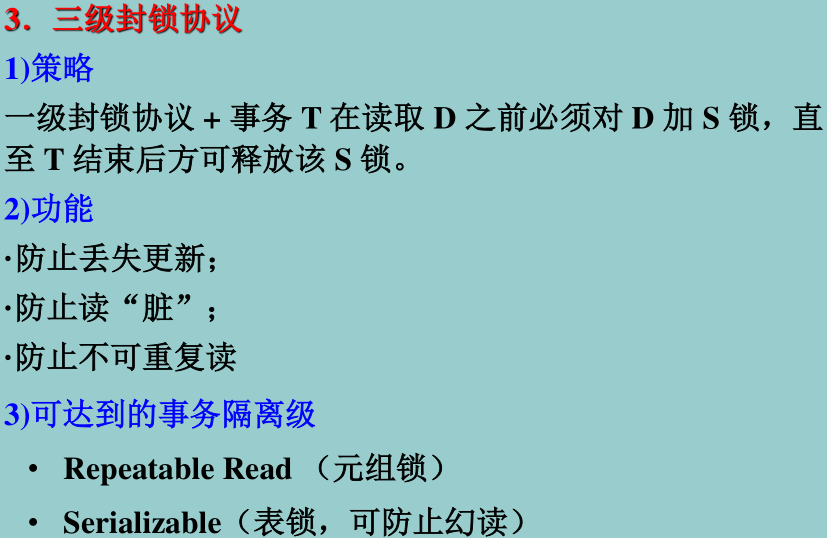 3．三级封锁协议
1)策略
一级封锁协议 + 事务 T 在读取 D 之前必须对 D 加 S 锁，直
至 T 结束后方可释放该 S 锁。
2)功能
·防止丢失更新；
·防止读“脏”；
·防止不可重复读
3)可达到的事务隔离级
• Repeatable Read （元组锁）
• Serializable（表锁，可防止幻读）